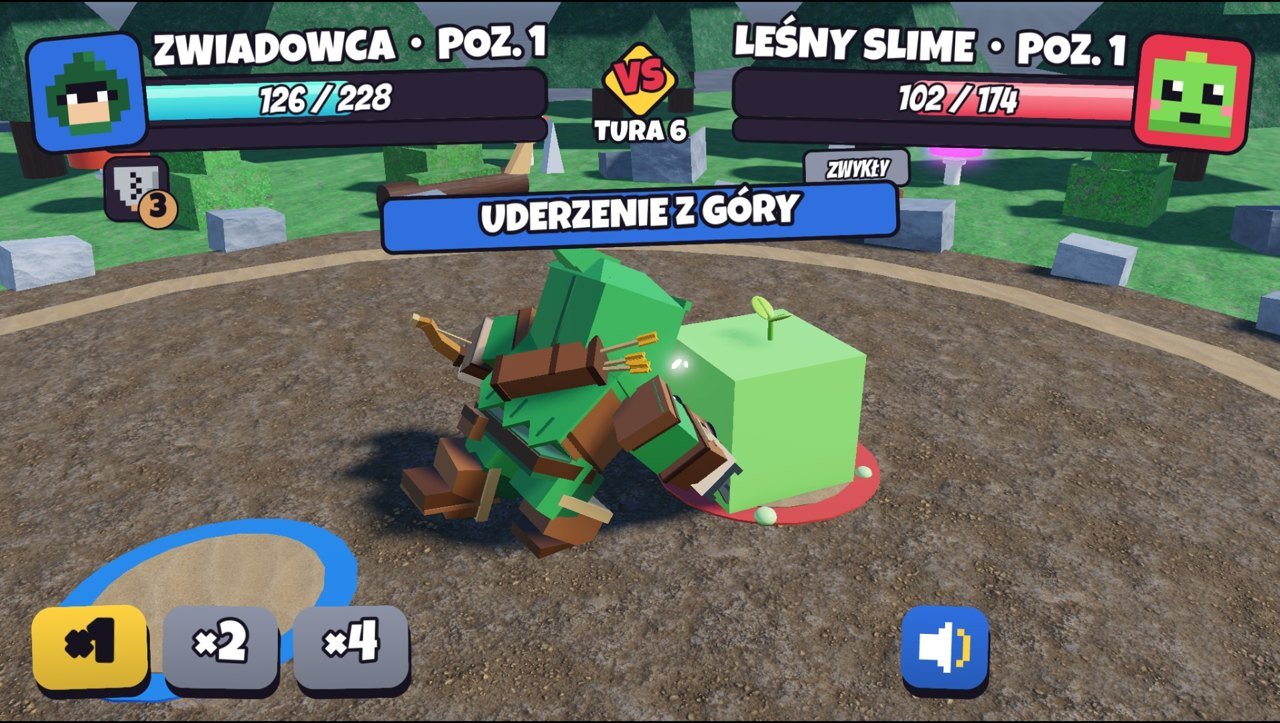 ZWIADOWCA • POZ. 1
126 / 228
VS
TURA 6
LEŚNY SLIME • POZ. 1
102 / 174
3
ZWYKŁY
UDERZENIE Z GÓRY
×1
×2
×4